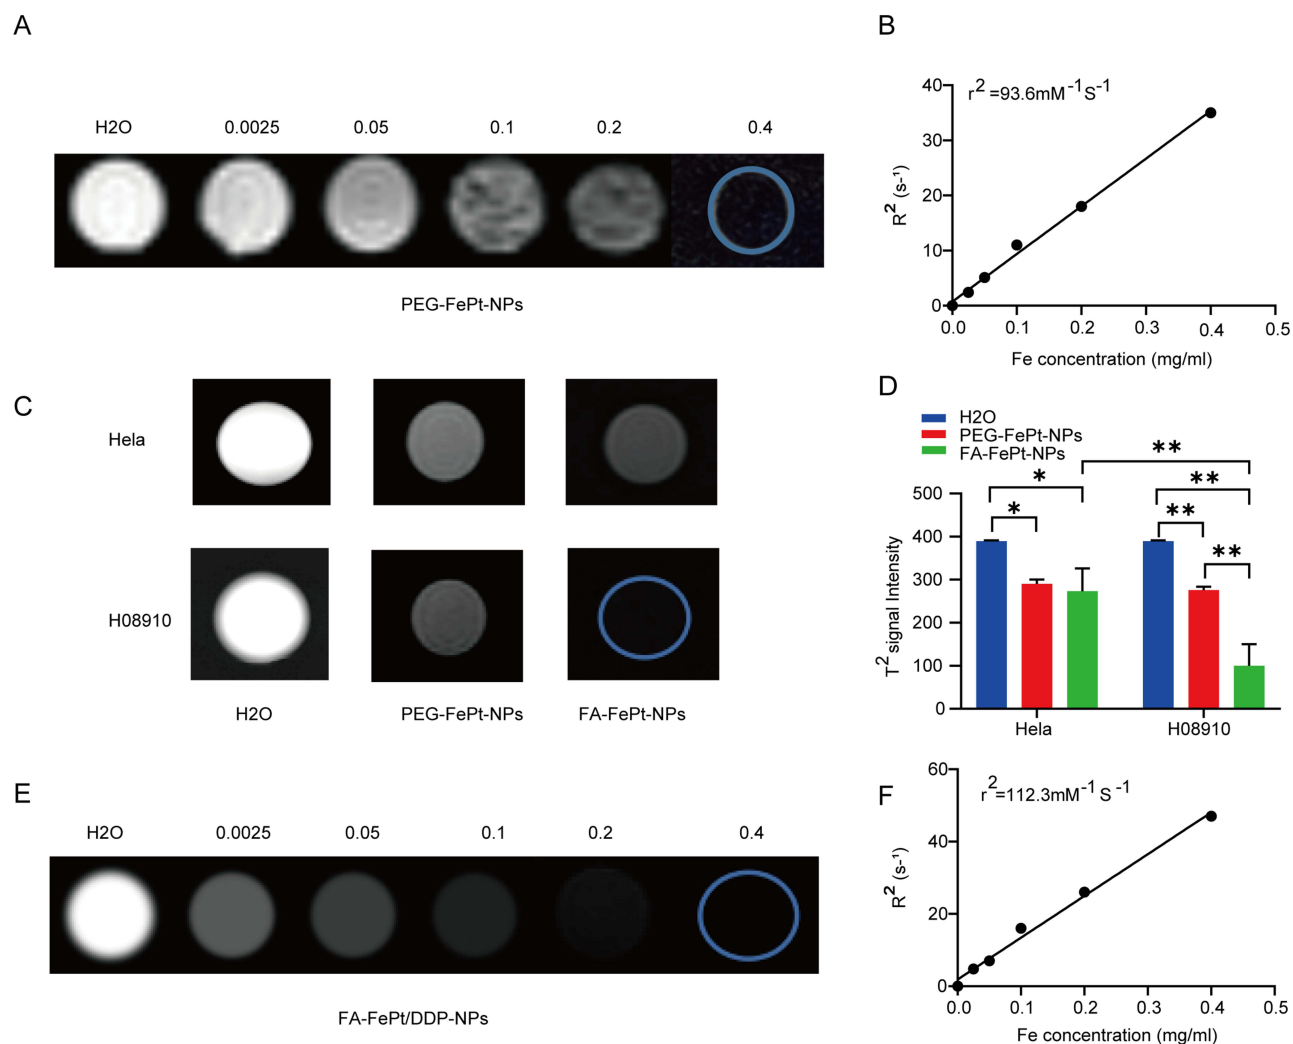 A
H2O 0.0025 0.05 0.1 0.2 0.4
PEG-FePt-NPs
B
r²=93.6mM⁻¹S⁻¹
40
30
20
10
0
R² (s⁻¹)
0.0 0.1 0.2 0.3 0.4 0.5
Fe concentration (mg/ml)
C
Hela
H08910
H2O PEG-FePt-NPs FA-FePt-NPs
D
H2O
PEG-FePt-NPs
FA-FePt-NPs
**
* **
* **
**
500
400
300
200
100
0
T² signal Intensity
Hela H08910
E
H2O 0.0025 0.05 0.1 0.2 0.4
FA-FePt/DDP-NPs
F
r²=112.3mM⁻¹S⁻¹
60
40
20
0
R² (s⁻¹)
0.0 0.1 0.2 0.3 0.4 0.5
Fe concentration (mg/ml)